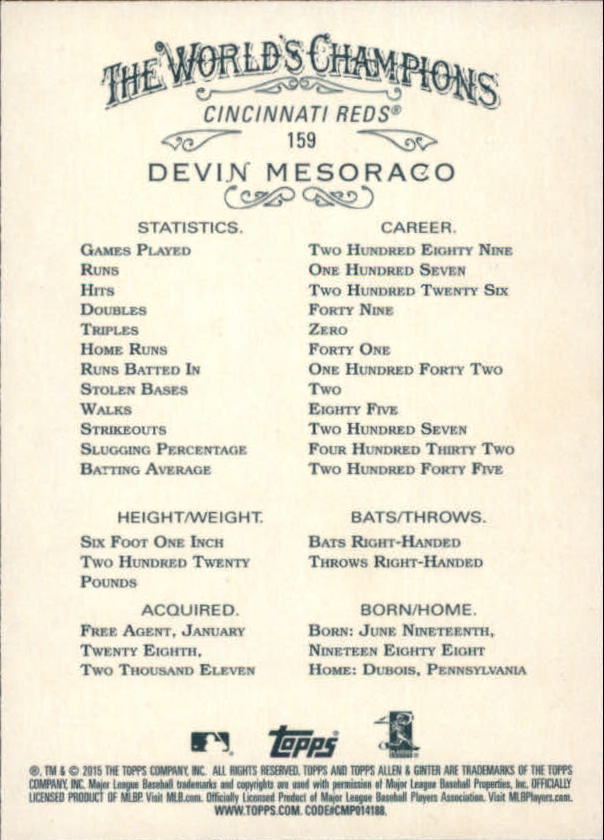 THE WORLD'S CHAMPIONS
CINCINNATI REDS®
159
DEVIN MESORACO
STATISTICS. CAREER.
GAMES PLAYED TWO HUNDRED EIGHTY NINE
RUNS ONE HUNDRED SEVEN
HITS TWO HUNDRED TWENTY SIX
DOUBLES FORTY NINE
TRIPLES ZERO
HOME RUNS FORTY ONE
RUNS BATTED IN ONE HUNDRED FORTY TWO
STOLEN BASES TWO
WALKS EIGHTY FIVE
STRIKEOUTS TWO HUNDRED SEVEN
SLUGGING PERCENTAGE FOUR HUNDRED THIRTY TWO
BATTING AVERAGE TWO HUNDRED FORTY FIVE
HEIGHT/WEIGHT.
SIX FOOT ONE INCH
TWO HUNDRED TWENTY
POUNDS
BATS/THROWS.
BATS RIGHT-HANDED
THROWS RIGHT-HANDED
ACQUIRED.
FREE AGENT, JANUARY
TWENTY EIGHTH,
TWO THOUSAND ELEVEN
BORN/HOME.
BORN: JUNE NINETEENTH,
NINETEEN EIGHTY EIGHT
HOME: DUBOIS, PENNSYLVANIA
Topps
®, TM & © 2015 THE TOPPS COMPANY, INC. ALL RIGHTS RESERVED. TOPPS AND TOPPS ALLEN & GINTER ARE TRADEMARKS OF THE TOPPS
COMPANY, INC. Major League Baseball trademarks and copyrights are used with permission of Major League Baseball Properties, Inc. OFFICIALLY
LICENSED PRODUCT OF MLBP. Visit MLB.com. Officially Licensed Product of Major League Baseball Players Association. Visit MLBPlayers.com.
WWW.TOPPS.COM. CODE#CMP014188.